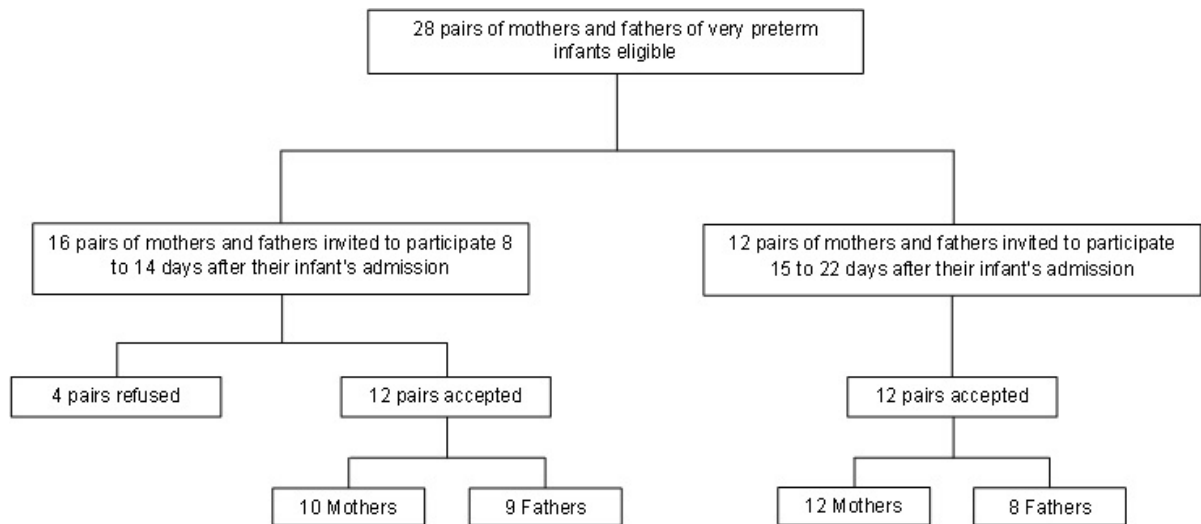 28 pairs of mothers and fathers of very preterm
infants eligible
16 pairs of mothers and fathers invited to participate 8
to 14 days after their infant's admission
12 pairs of mothers and fathers invited to participate
15 to 22 days after their infant's admission
4 pairs refused
12 pairs accepted
12 pairs accepted
10 Mothers
9 Fathers
12 Mothers
8 Fathers